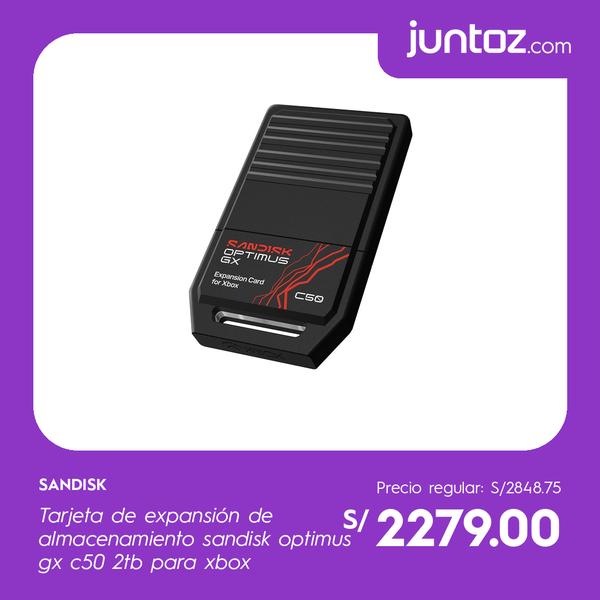 juntoz.com
SANDISK
OPTIMUS
GX
Expansion Card
for Xbox
C50
SANDISK
Tarjeta de expansión de
almacenamiento sandisk optimus
gx c50 2tb para xbox
Precio regular: S/2848.75
S/ 2279.00